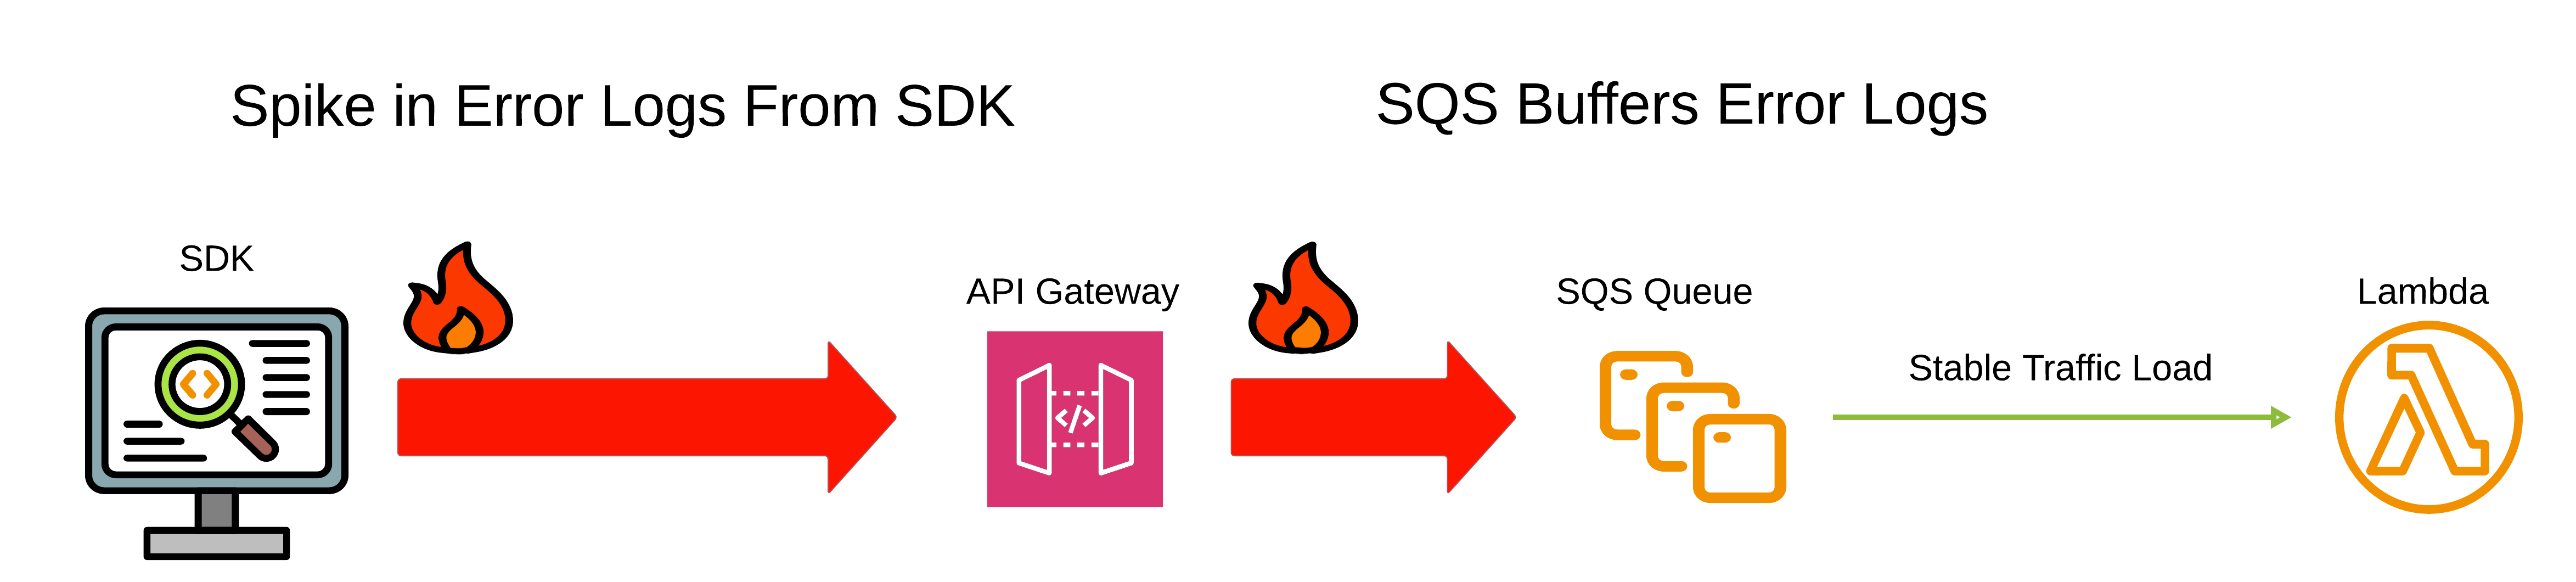 Spike in Error Logs From SDK
SQS Buffers Error Logs
SDK
API Gateway
</>
SQS Queue
Stable Traffic Load
Lambda